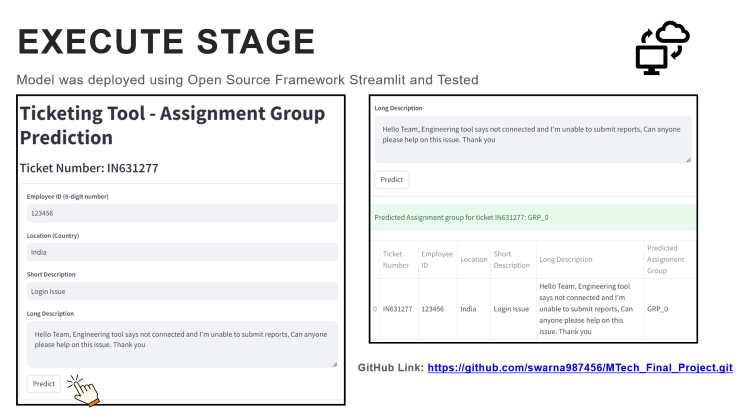 EXECUTE STAGE
Model was deployed using Open Source Framework Streamlit and Tested
Ticketing Tool - Assignment Group
Prediction
Ticket Number: IN631277
Employee ID (6-digit number)
123456
Location (Country)
India
Short Description
Login Issue
Long Description
Hello Team, Engineering tool says not connected and I'm unable to submit reports, Can anyone
please help on this issue. Thank you
Predict
Long Description
Hello Team, Engineering tool says not connected and I'm unable to submit reports, Can anyone
please help on this issue. Thank you
Predict
Predicted Assignment group for ticket IN631277: GRP_0
Ticket Number Employee ID Location Short Description Long Description Predicted Assignment Group
0 IN631277 123456 India Login Issue Hello Team, Engineering tool says not connected and I'm unable to submit reports, Can anyone please help on this issue. Thank you GRP_0
GitHub Link: https://github.com/swarna987456/MTech_Final_Project.git